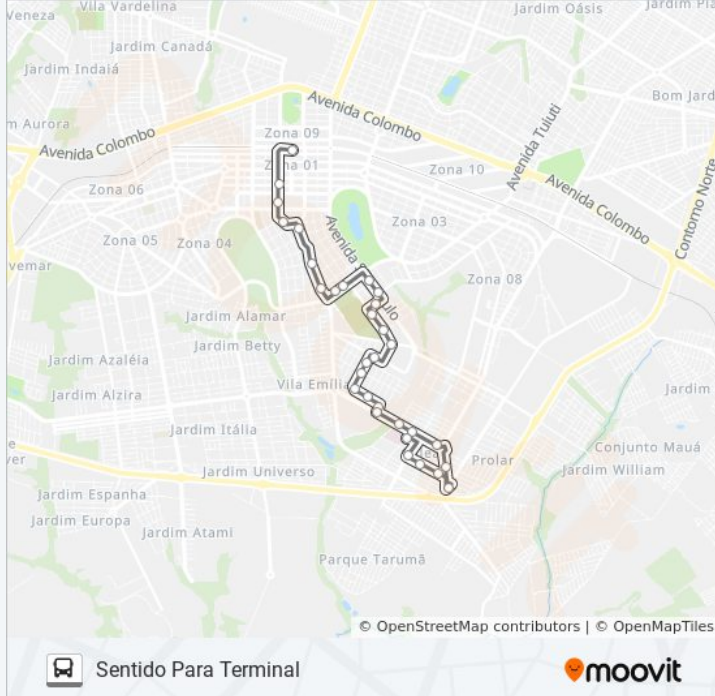 Vila Vardelina
Veneza
Jardim Oásis
Jardim Canadá
Jardim Indaiá
Avenida Colombo
Bom Jard
m Aurora
Avenida Colombo
Zona 09
Avenida Tuiuti
Zona 01
Zona 10
Zona 06
Avenida Colombo
Contorno Norte
Zona 03
Zona 05
Zona 04
Zona 08
Jardim Alamar
Jardim Betty
Jardim Azaléia
Vila Emília
Jardim Alzira
Jardim
Jardim Itália
Conjunto Mauá
Prolar
Jardim Universo
Jardim William
Jardim Espanha
Jardim Europa
Jardim Atami
Parque Tarumã
© OpenStreetMap contributors | © OpenMapTiles
Sentido Para Terminal
moovit